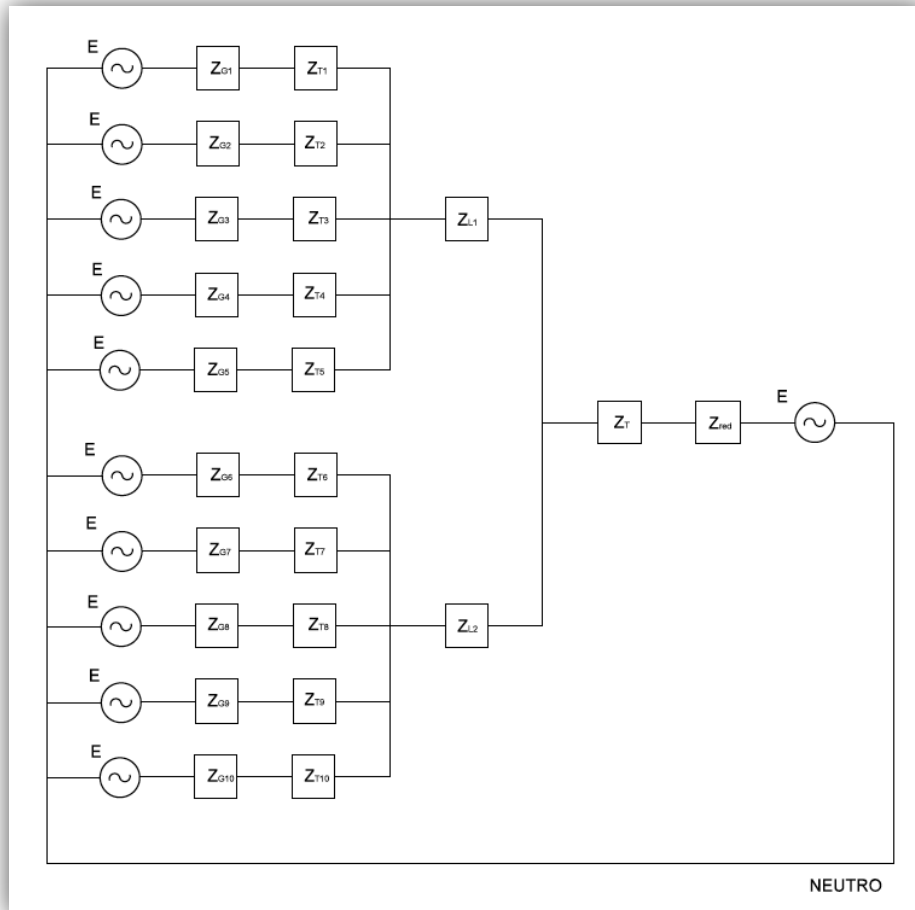 E ZG1 ZT1
E ZG2 ZT2
E ZG3 ZT3 ZL1
E ZG4 ZT4
E ZG5 ZT5
E
ZT Zred
E ZG6 ZT6
E ZG7 ZT7
E ZG8 ZT8 ZL2
E ZG9 ZT9
E ZG10 ZT10
NEUTRO